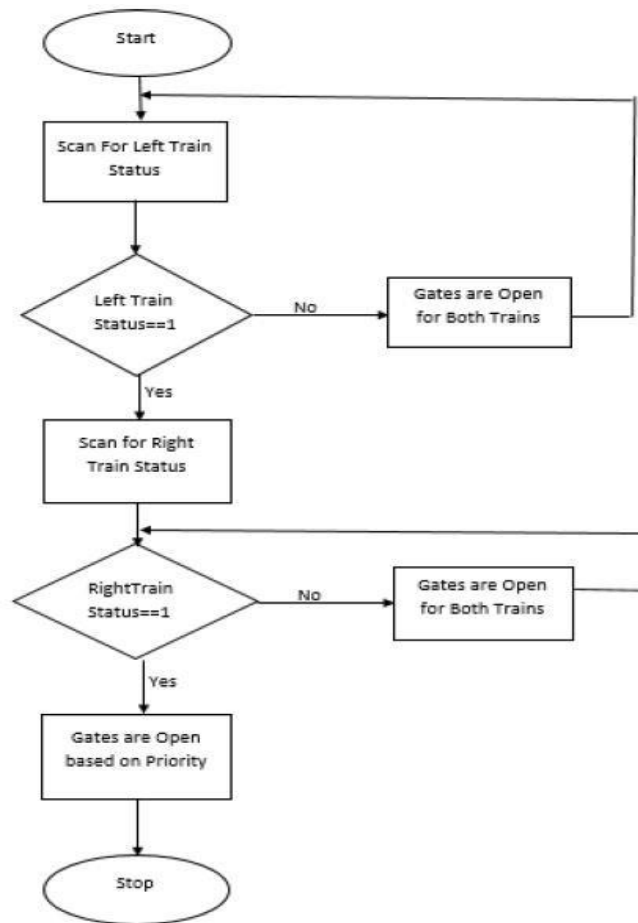 Start
Scan For Left Train
Status
Left Train
Status==1
No
Gates are Open
for Both Trains
Yes
Scan for Right
Train Status
RightTrain
Status==1
No
Gates are Open
for Both Trains
Yes
Gates are Open
based on Priority
Stop